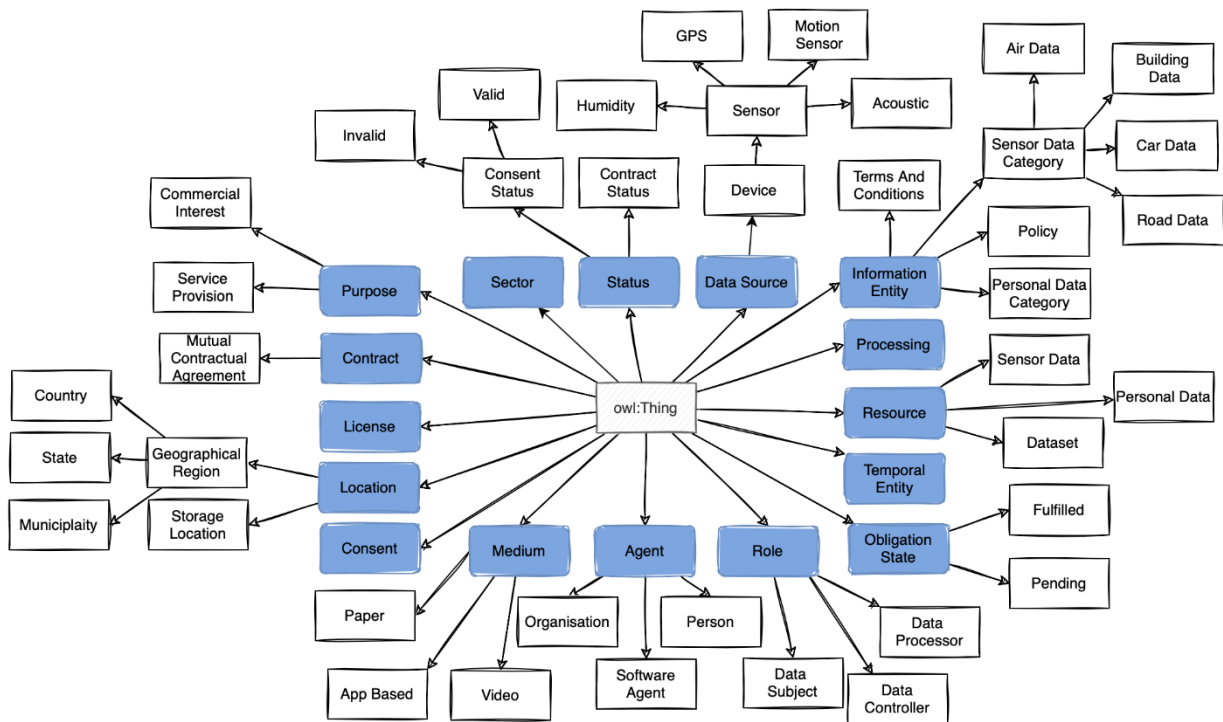 GPS
Motion
Sensor
Air Data
Building
Data
Valid
Humidity
Sensor
Acoustic
Invalid
Sensor Data
Category
Car Data
Consent
Status
Contract
Status
Device
Terms And
Conditions
Commercial
Interest
Road Data
Policy
Service
Provision
Purpose
Sector
Status
Data Source
Information
Entity
Personal Data
Category
Mutual
Contractual
Agreement
Contract
Processing
Sensor Data
Country
owl:Thing
Personal Data
License
Resource
State
Geographical
Region
Dataset
Location
Temporal
Entity
Municiplaity
Storage
Location
Fulfilled
Consent
Medium
Agent
Role
Obligation
State
Pending
Paper
Organisation
Person
Data
Processor
App Based
Video
Software
Agent
Data
Subject
Data
Controller